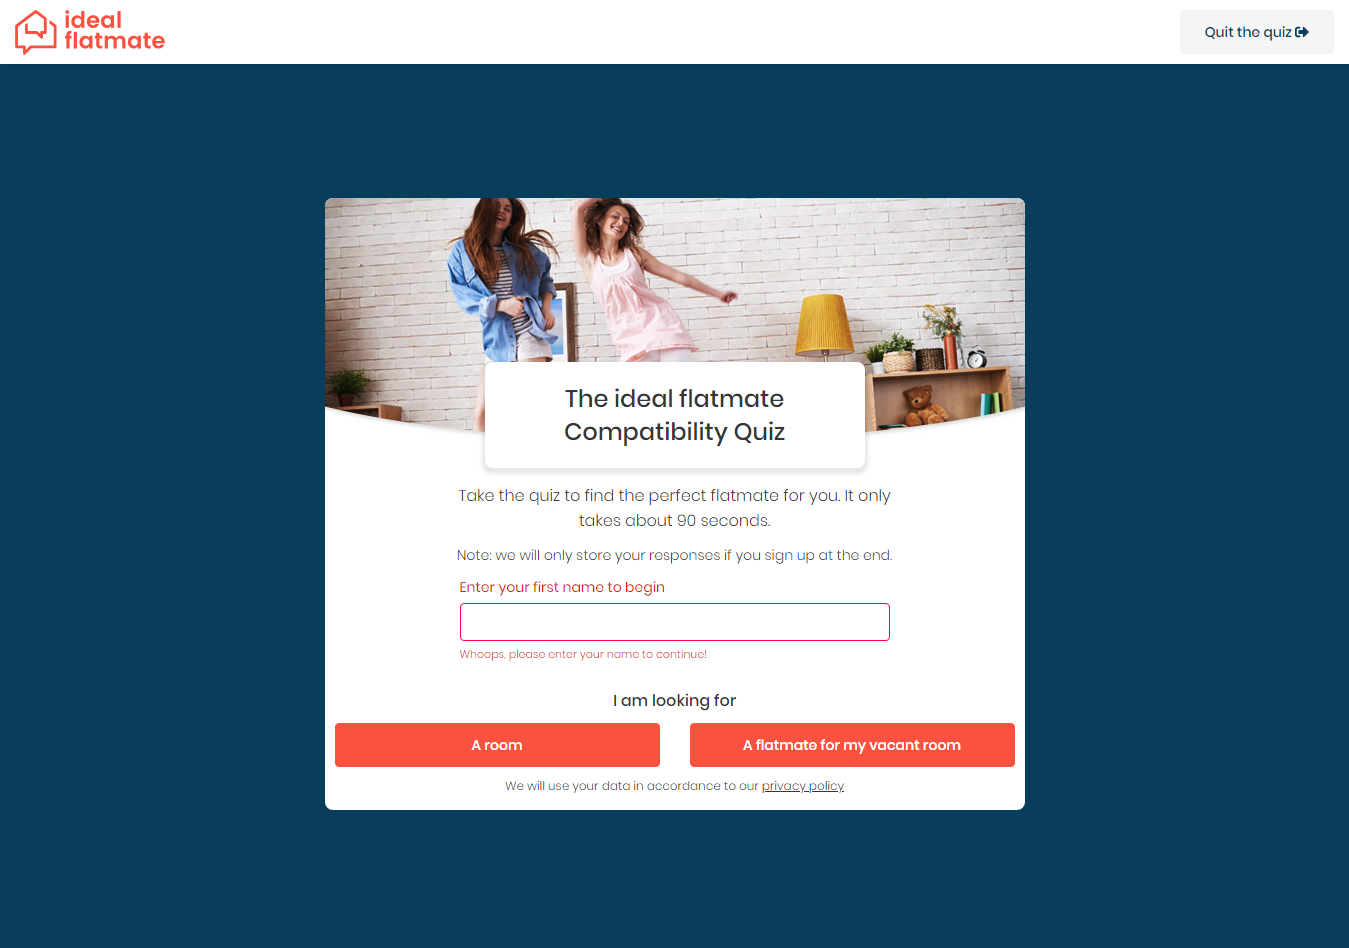 ideal
flatmate
Quit the quiz
The ideal flatmate
Compatibility Quiz
Take the quiz to find the perfect flatmate for you. It only
takes about 90 seconds.
Note: we will only store your responses if you sign up at the end.
Enter your first name to begin
Whoops, please enter your name to continue!
I am looking for
A room
A flatmate for my vacant room
We will use your data in accordance to our privacy policy